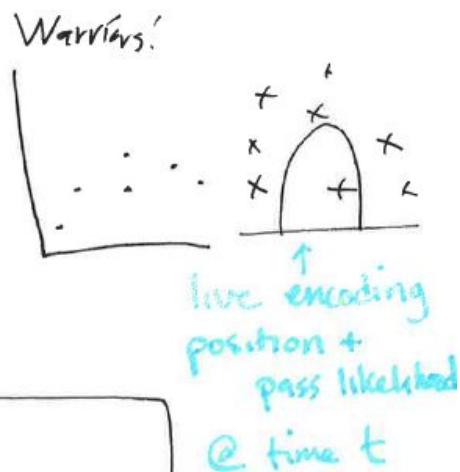 Warriors!
live encoding
position +
pass likelihood
@ time t